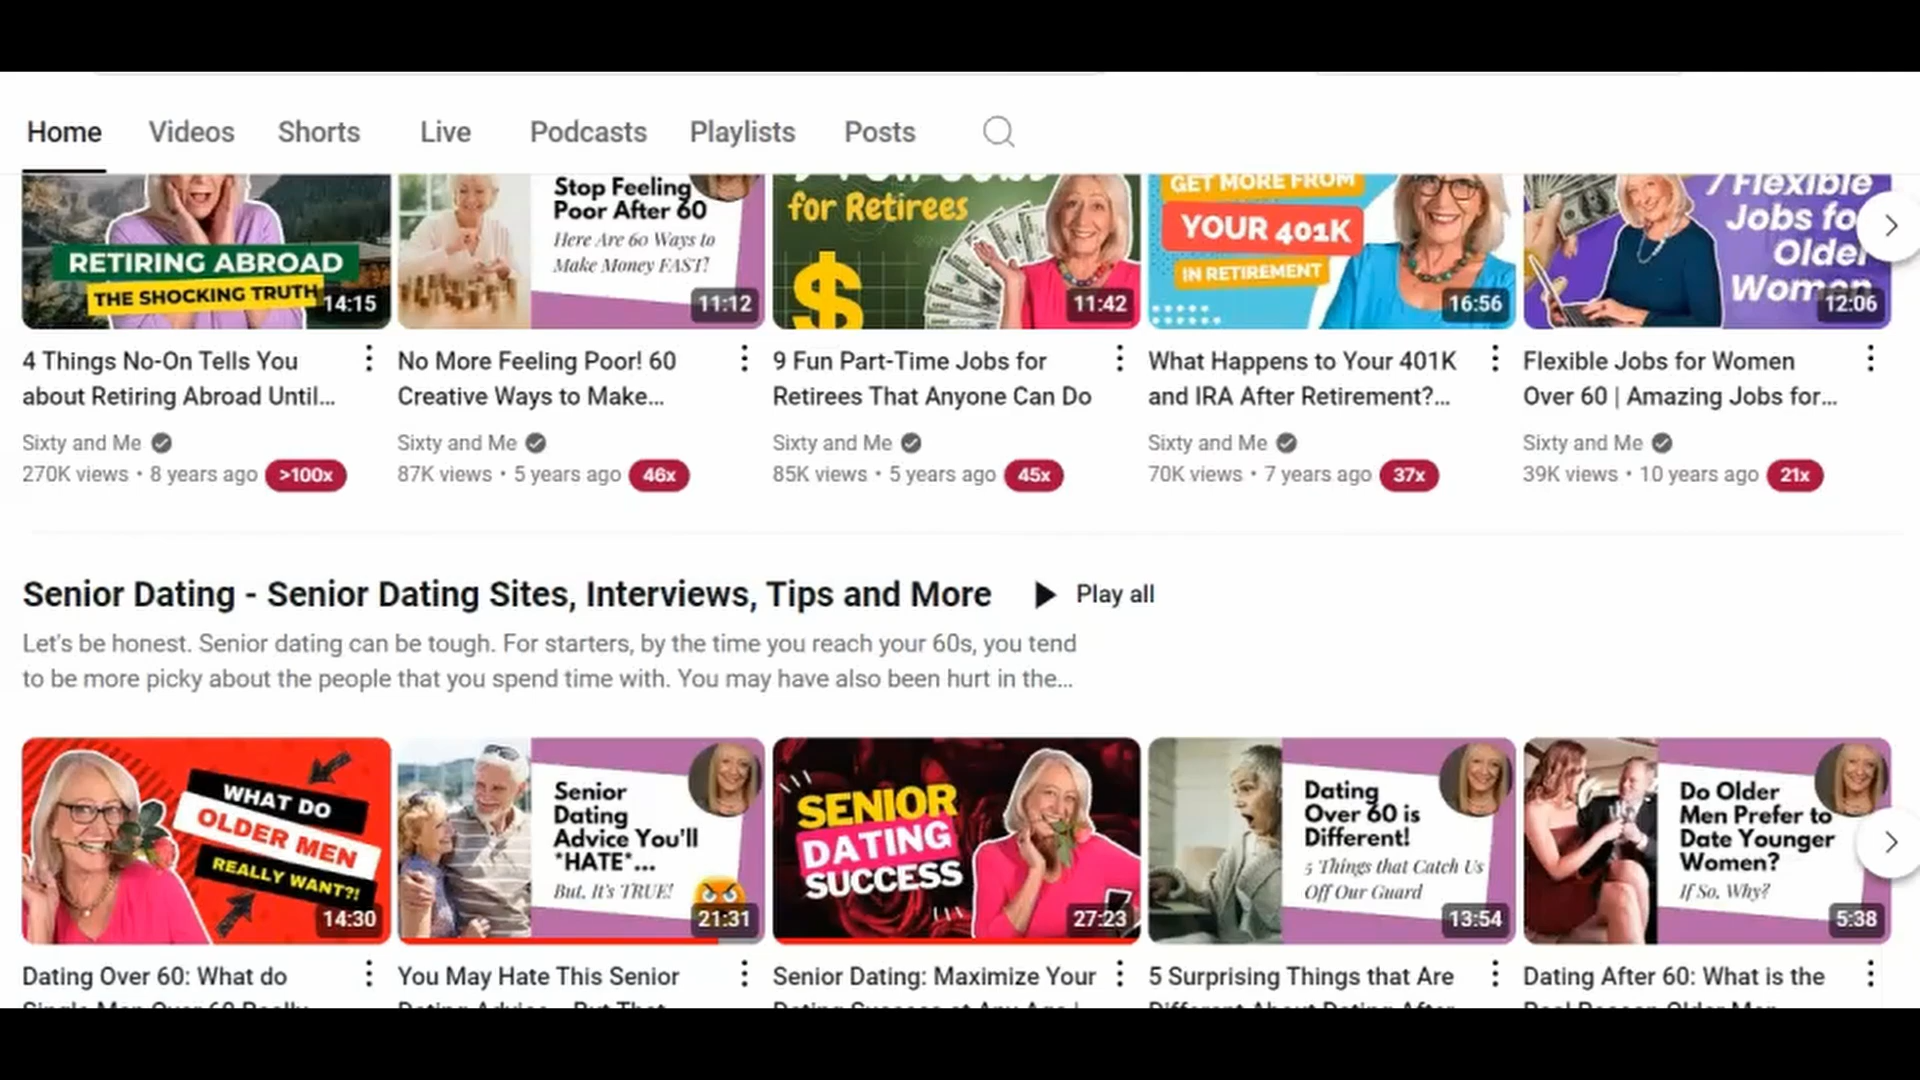 Home Videos Shorts Live Podcasts Playlists Posts
RETIRING ABROAD
THE SHOCKING TRUTH
14:15
Stop Feeling
Poor After 60
Here Are 60 Ways to
Make Money FAST!
11:12
for Retirees
11:42
GET MORE FROM
YOUR 401K
IN RETIREMENT
16:56
7 Flexible
Jobs for
Older
Women
12:06
4 Things No-On Tells You
about Retiring Abroad Until...
Sixty and Me
270K views • 8 years ago >100x
No More Feeling Poor! 60
Creative Ways to Make...
Sixty and Me
87K views • 5 years ago 46x
9 Fun Part-Time Jobs for
Retirees That Anyone Can Do
Sixty and Me
85K views • 5 years ago 45x
What Happens to Your 401K
and IRA After Retirement?...
Sixty and Me
70K views • 7 years ago 37x
Flexible Jobs for Women
Over 60 | Amazing Jobs for...
Sixty and Me
39K views • 10 years ago 21x
Senior Dating - Senior Dating Sites, Interviews, Tips and More Play all
Let's be honest. Senior dating can be tough. For starters, by the time you reach your 60s, you tend
to be more picky about the people that you spend time with. You may have also been hurt in the...
WHAT DO
OLDER MEN
REALLY WANT?!
14:30
Senior
Dating
Advice You'll
*HATE*...
But, It's TRUE!
21:31
SENIOR
DATING
SUCCESS
27:23
Dating
Over 60 is
Different!
5 Things that Catch Us
Off Our Guard
13:54
Do Older
Men Prefer to
Date Younger
Women?
If So, Why?
5:38
Dating Over 60: What do
You May Hate This Senior
Senior Dating: Maximize Your
5 Surprising Things that Are
Dating After 60: What is the